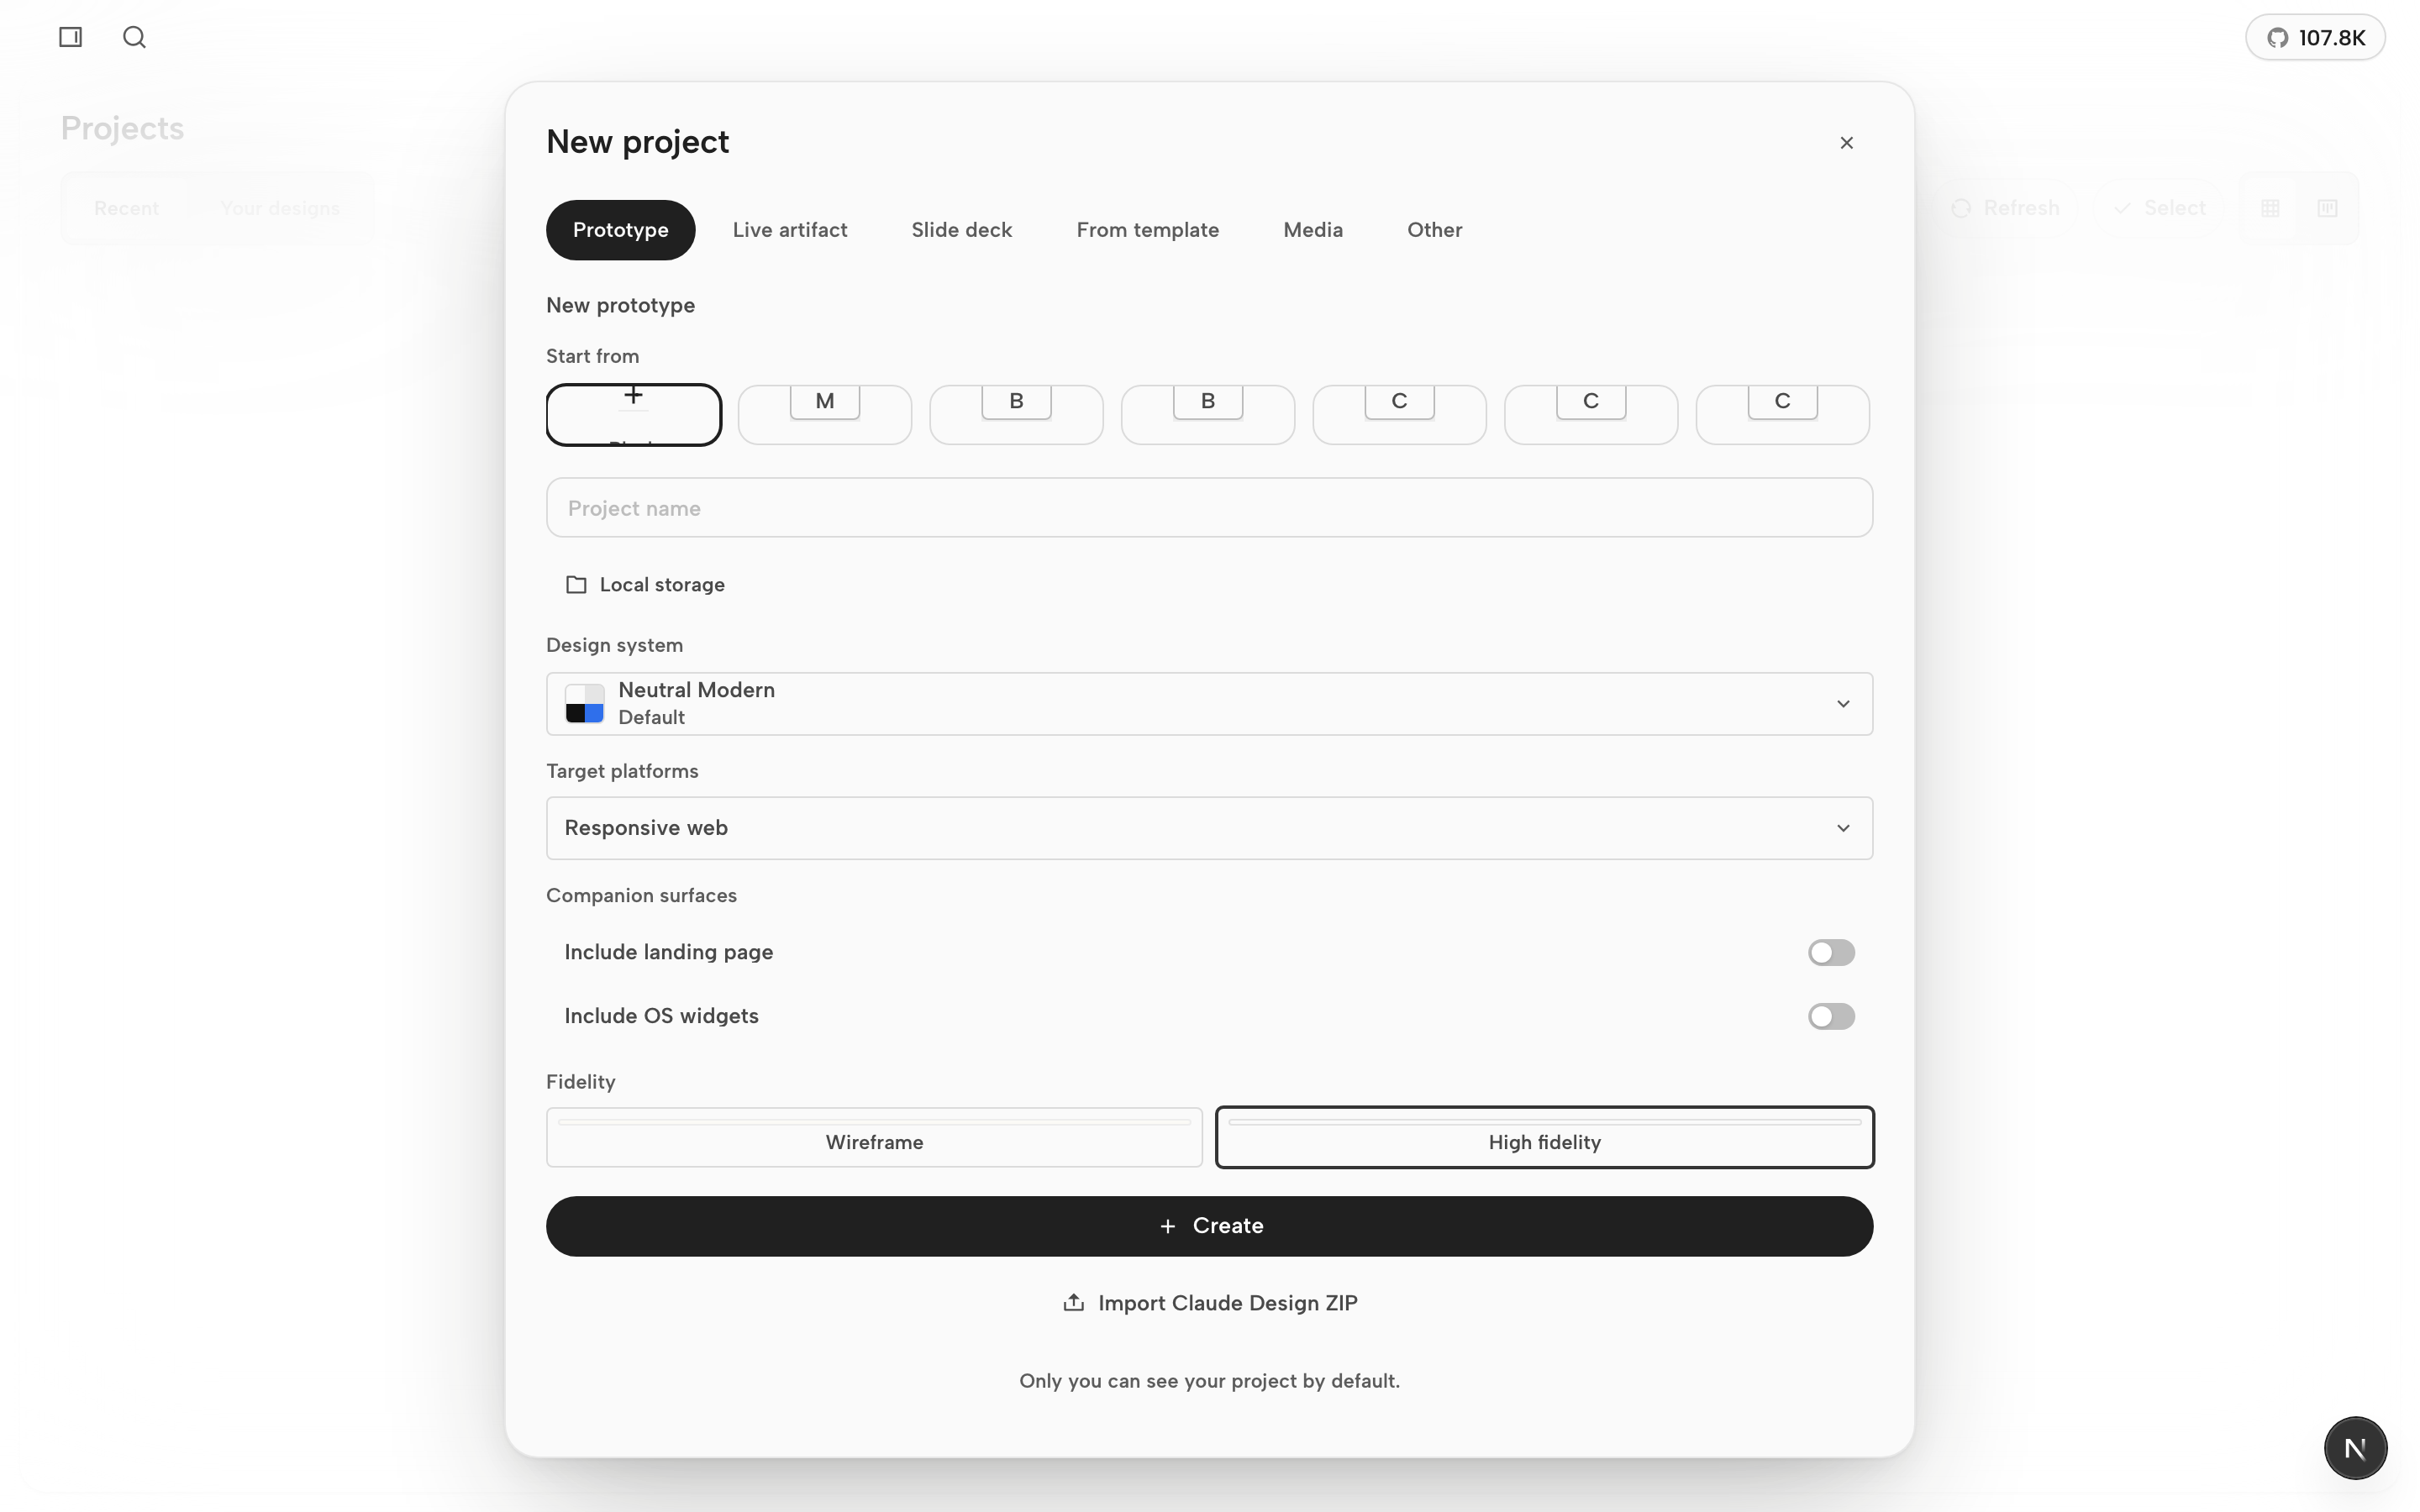 107.8K
Projects
Recent
Your designs
Refresh
Select
New project
Prototype
Live artifact
Slide deck
From template
Media
Other
New prototype
Start from
M
B
B
C
C
C
Project name
Local storage
Design system
Neutral Modern
Default
Target platforms
Responsive web
Companion surfaces
Include landing page
Include OS widgets
Fidelity
Wireframe
High fidelity
Create
Import Claude Design ZIP
Only you can see your project by default.
N